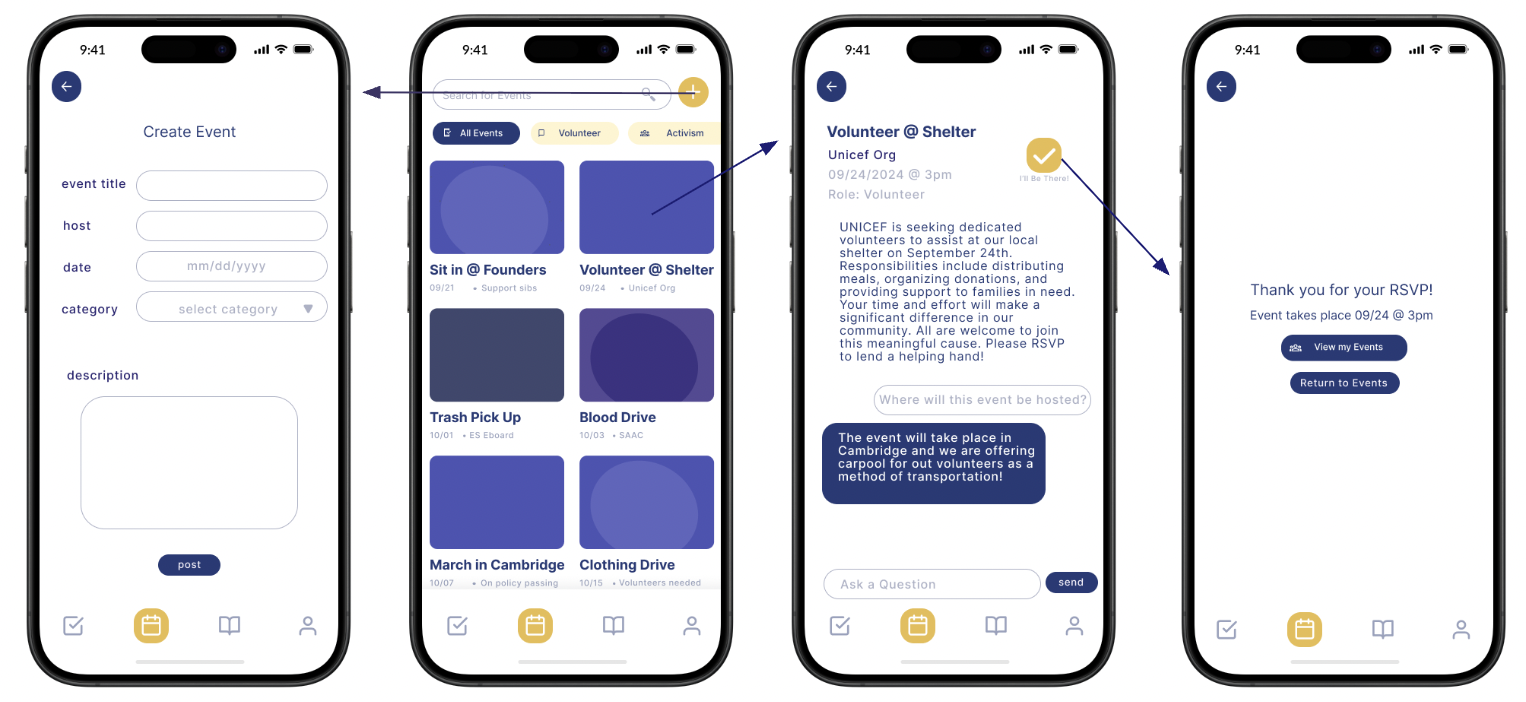 9:41
Create Event
event title
host
date
mm/dd/yyyy
category
select category
description
post
9:41
Search for Events
All Events
Volunteer
Activism
Sit in @ Founders
09/21 • Support sibs
Volunteer @ Shelter
09/24 • Unicef Org
Trash Pick Up
10/01 • ES Eboard
Blood Drive
10/03 • SAAC
March in Cambridge
10/07 • On policy passing
Clothing Drive
10/15 • Volunteers needed
9:41
Volunteer @ Shelter
Unicef Org
09/24/2024 @ 3pm
Role: Volunteer
I'll Be There!
UNICEF is seeking dedicated
volunteers to assist at our local
shelter on September 24th.
Responsibilities include distributing
meals, organizing donations, and
providing support to families in need.
Your time and effort will make a
significant difference in our
community. All are welcome to join
this meaningful cause. Please RSVP
to lend a helping hand!
Where will this event be hosted?
The event will take place in
Cambridge and we are offering
carpool for out volunteers as a
method of transportation!
Ask a Question
send
9:41
Thank you for your RSVP!
Event takes place 09/24 @ 3pm
View my Events
Return to Events